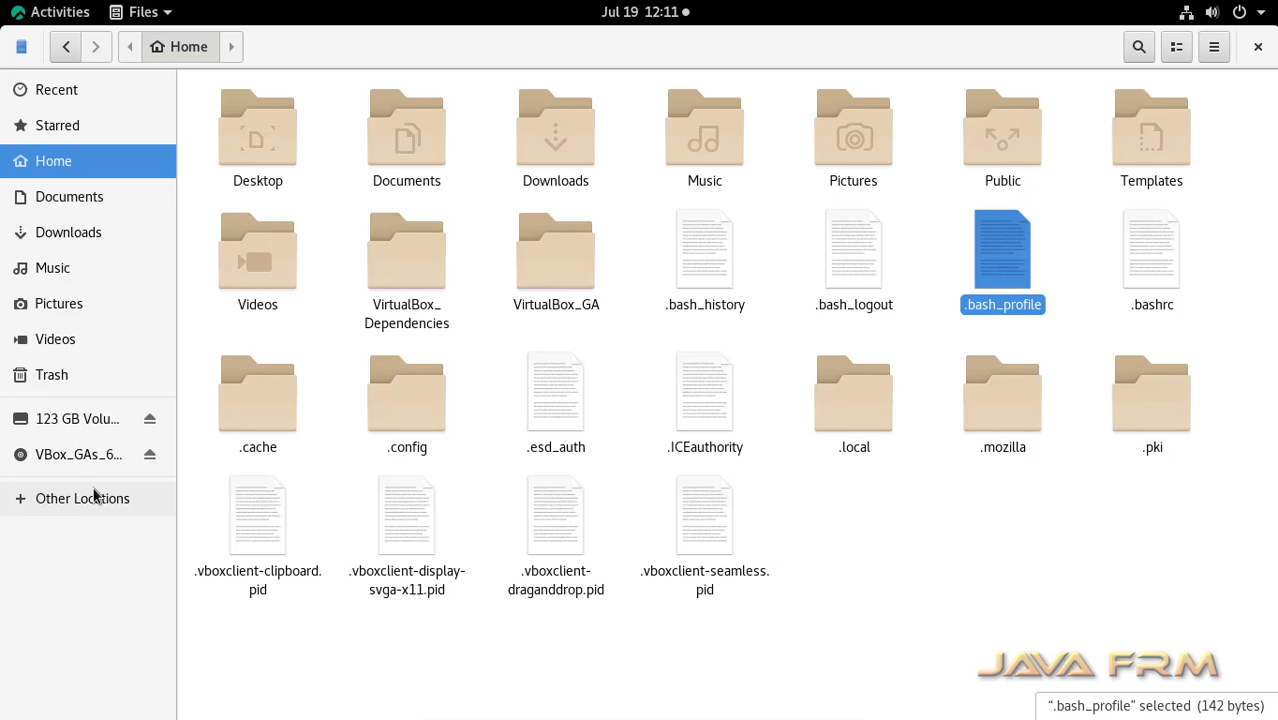 Activities
Files
Jul 19 12:11
Home
Recent
Starred
Home
Documents
Downloads
Music
Pictures
Videos
Trash
123 GB Volu...
VBox_GAs_6...
Other Locations
Desktop
Documents
Downloads
Music
Pictures
Public
Templates
Videos
VirtualBox_
Dependencies
VirtualBox_GA
.bash_history
.bash_logout
.bash_profile
.bashrc
.cache
.config
.esd_auth
.ICEauthority
.local
.mozilla
.pki
.vboxclient-clipboard.
pid
.vboxclient-display-
svga-x11.pid
.vboxclient-
draganddrop.pid
.vboxclient-seamless.
pid
JAVA FRM
“.bash_profile” selected (142 bytes)